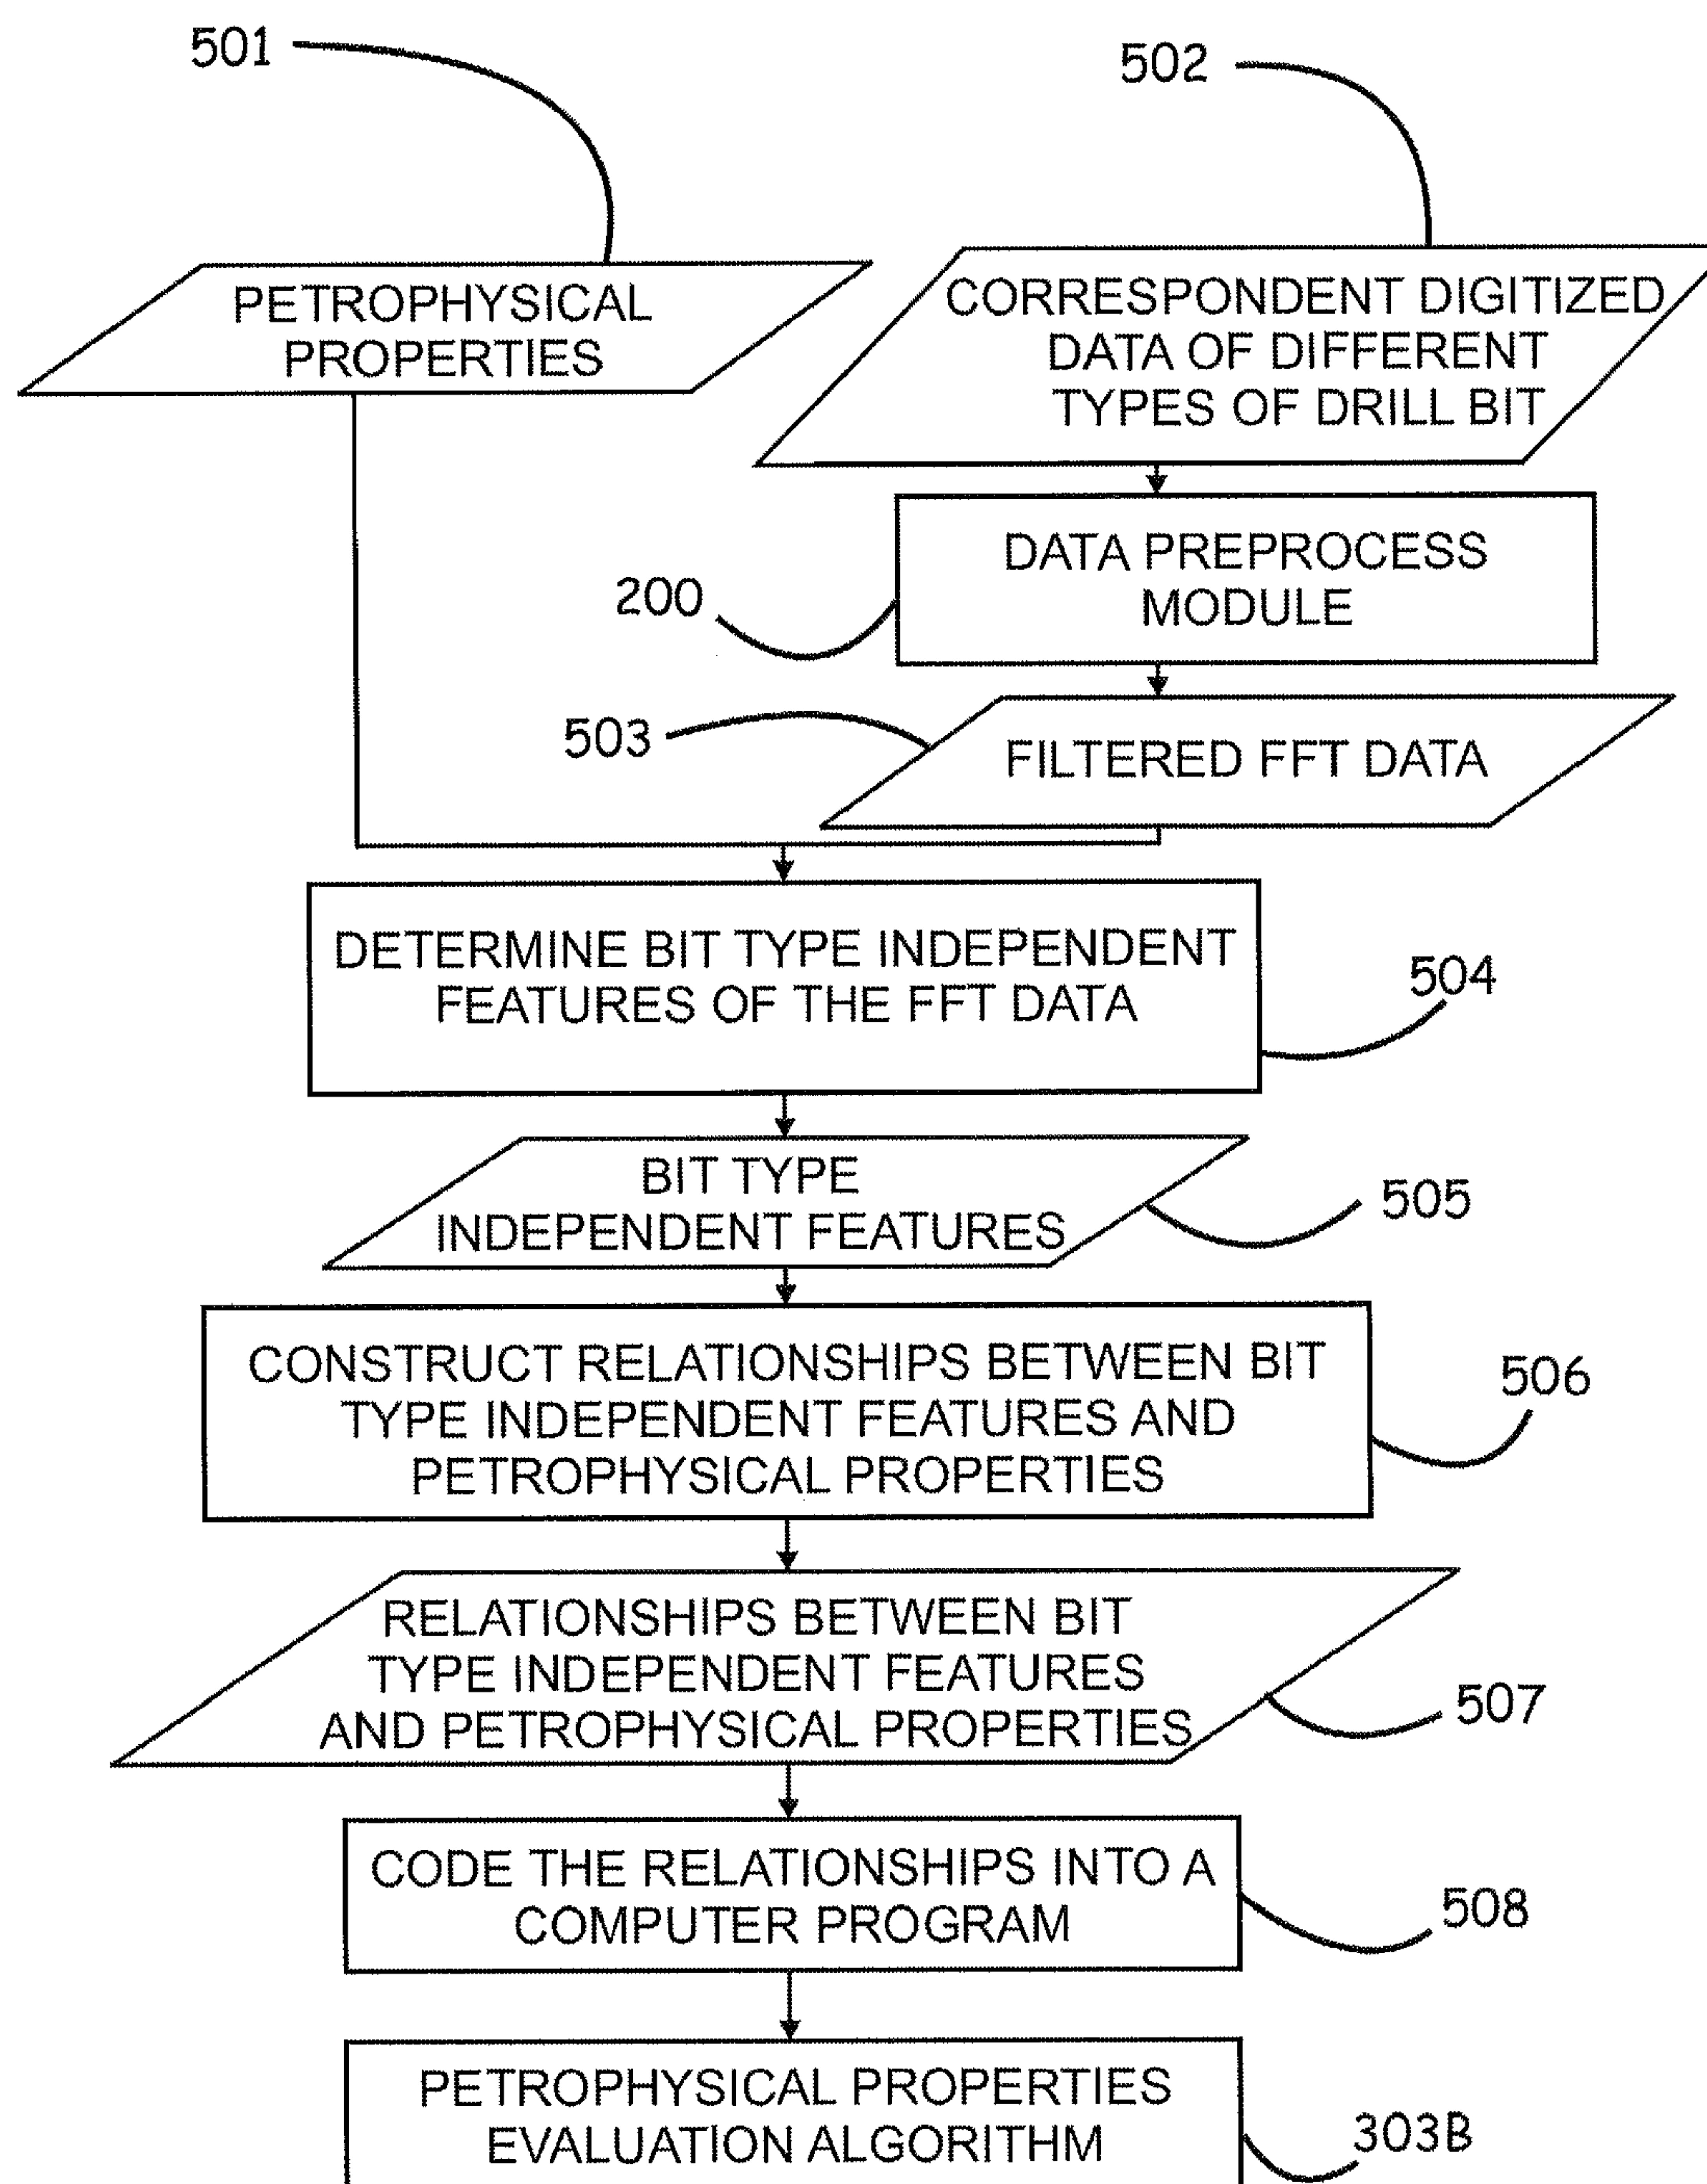 501
502
PETROPHYSICAL
PROPERTIES
CORRESPONDENT DIGITIZED
DATA OF DIFFERENT
TYPES OF DRILL BIT
DATA PREPROCESS
MODULE
200
503
FILTERED FFT DATA
DETERMINE BIT TYPE INDEPENDENT
FEATURES OF THE FFT DATA
504
BIT TYPE
INDEPENDENT FEATURES
505
CONSTRUCT RELATIONSHIPS BETWEEN BIT
TYPE INDEPENDENT FEATURES AND
PETROPHYSICAL PROPERTIES
506
RELATIONSHIPS BETWEEN BIT
TYPE INDEPENDENT FEATURES
AND PETROPHYSICAL PROPERTIES
507
CODE THE RELATIONSHIPS INTO A
COMPUTER PROGRAM
508
PETROPHYSICAL PROPERTIES
EVALUATION ALGORITHM
303B